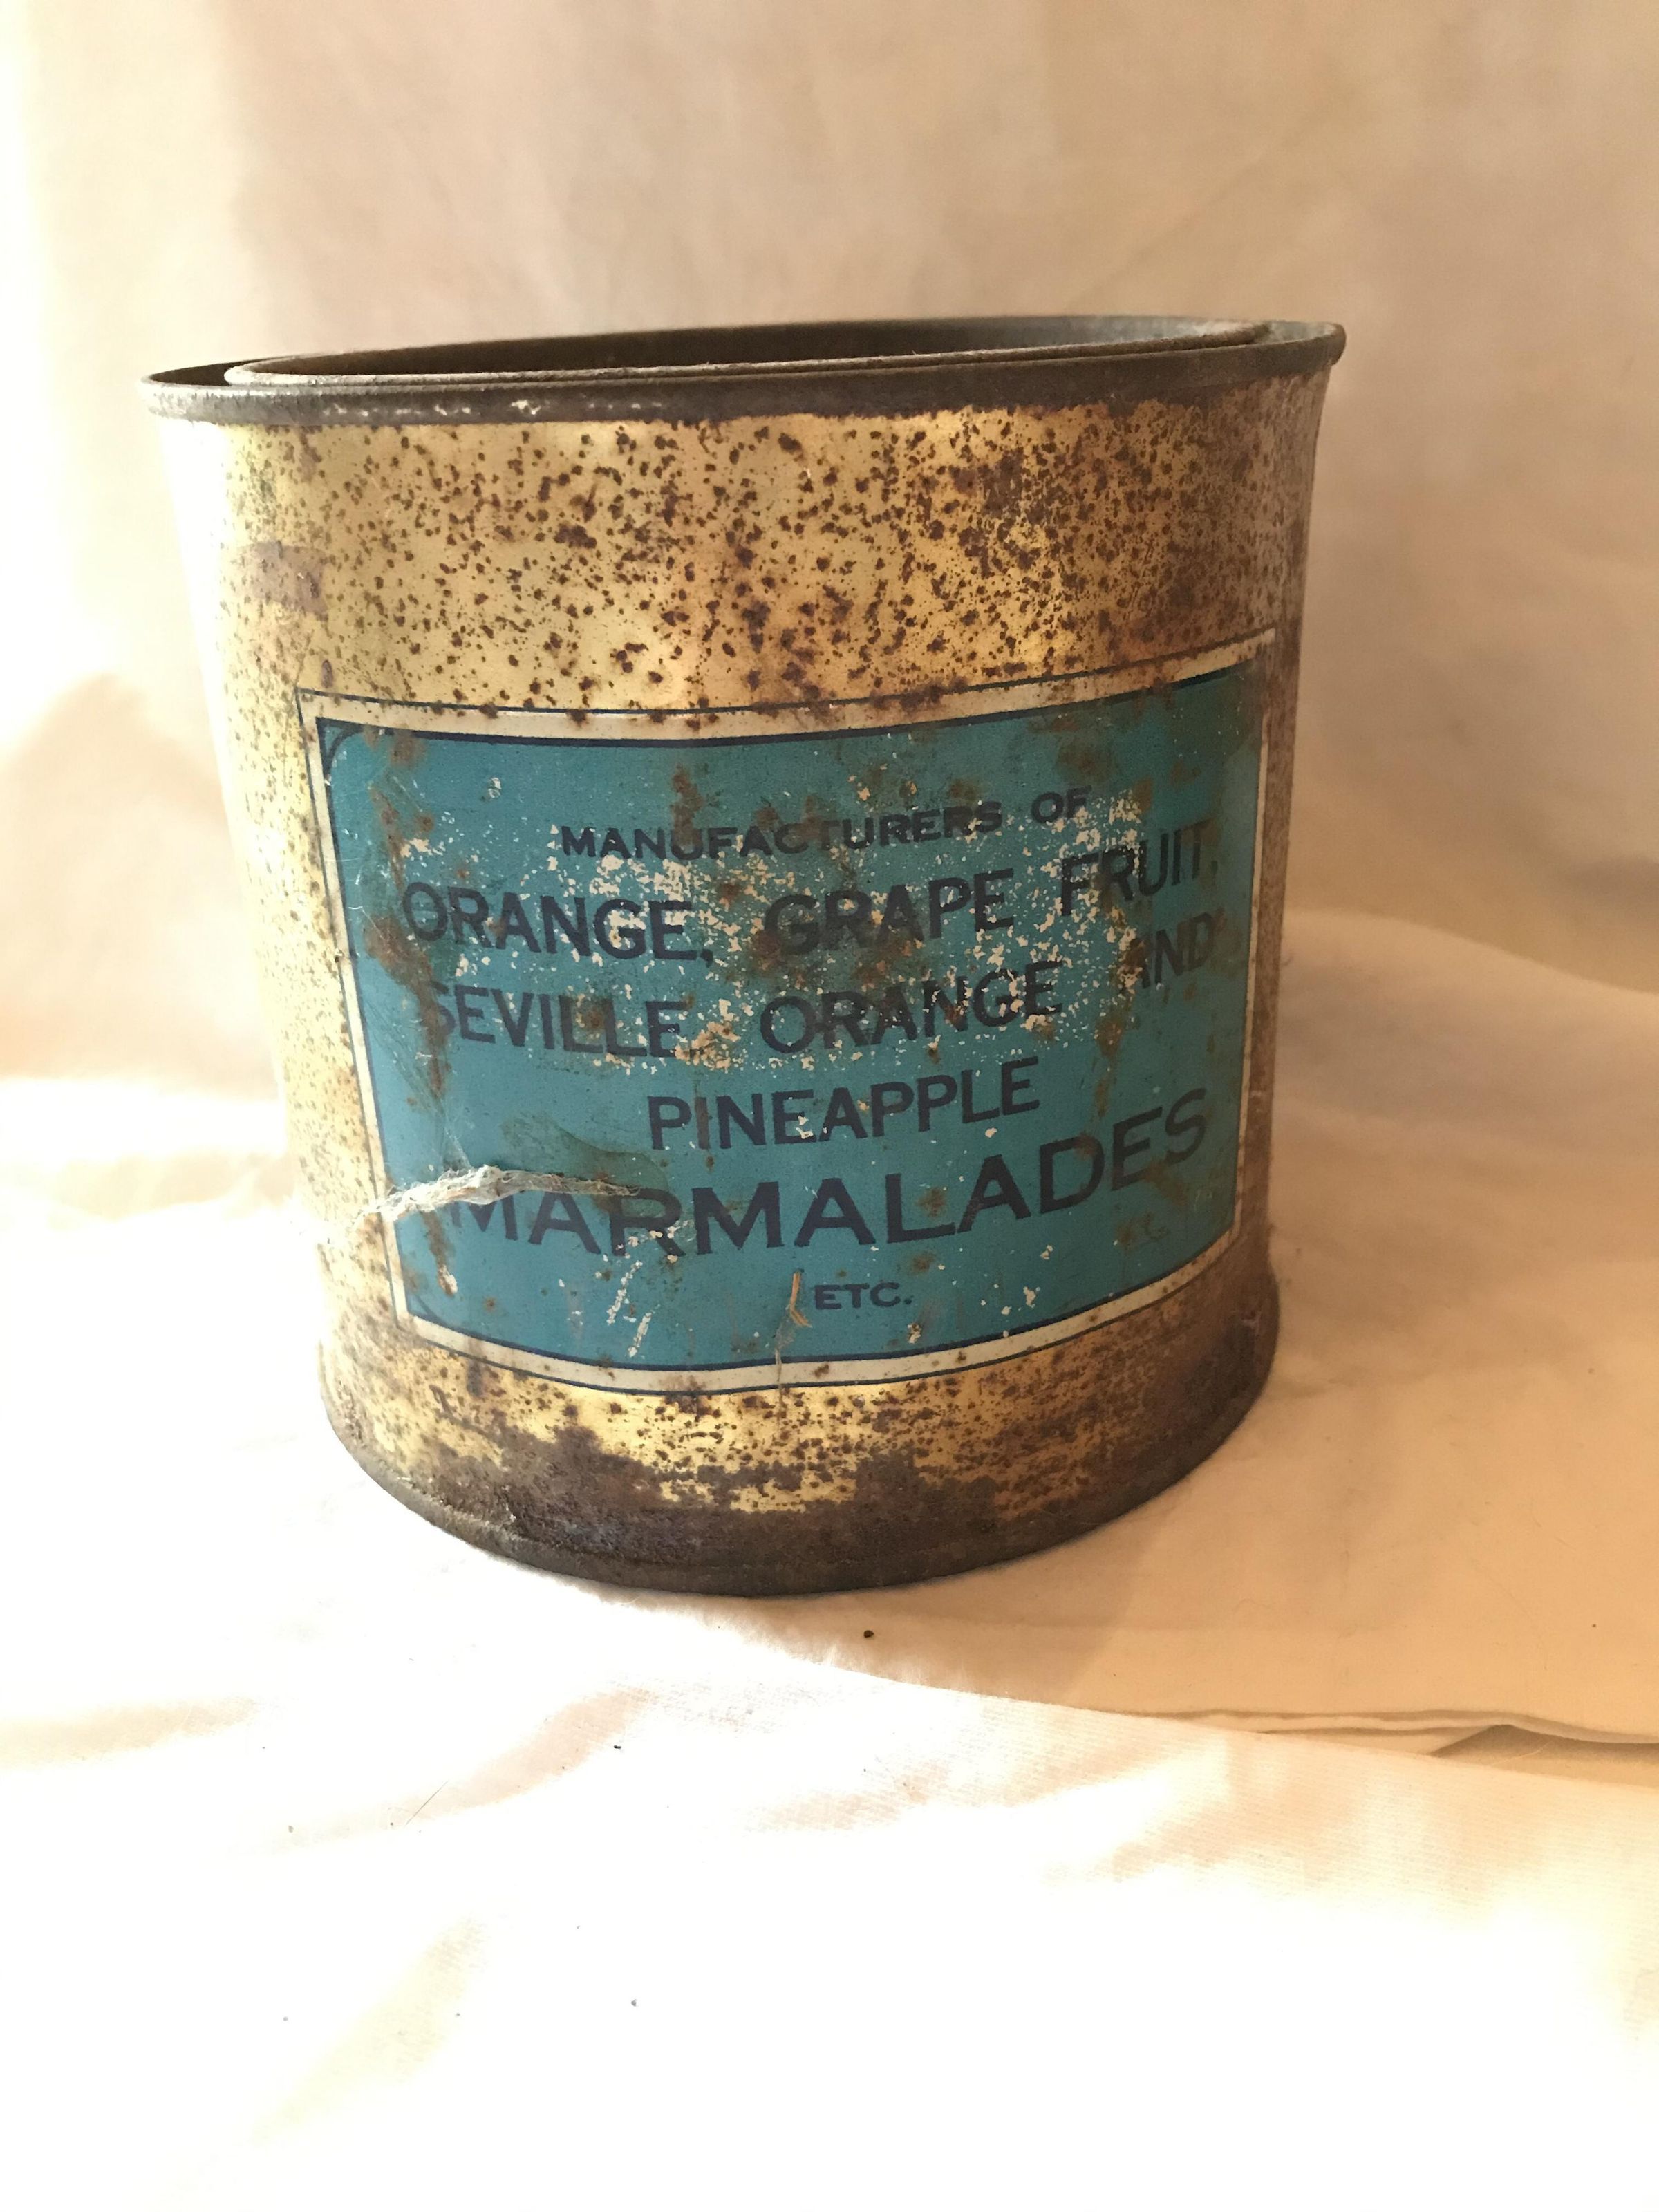 MANUFACTURERS OF
ORANGE, GRAPE FRUIT,
SEVILLE ORANGE AND
PINEAPPLE
MARMALADES
ETC.